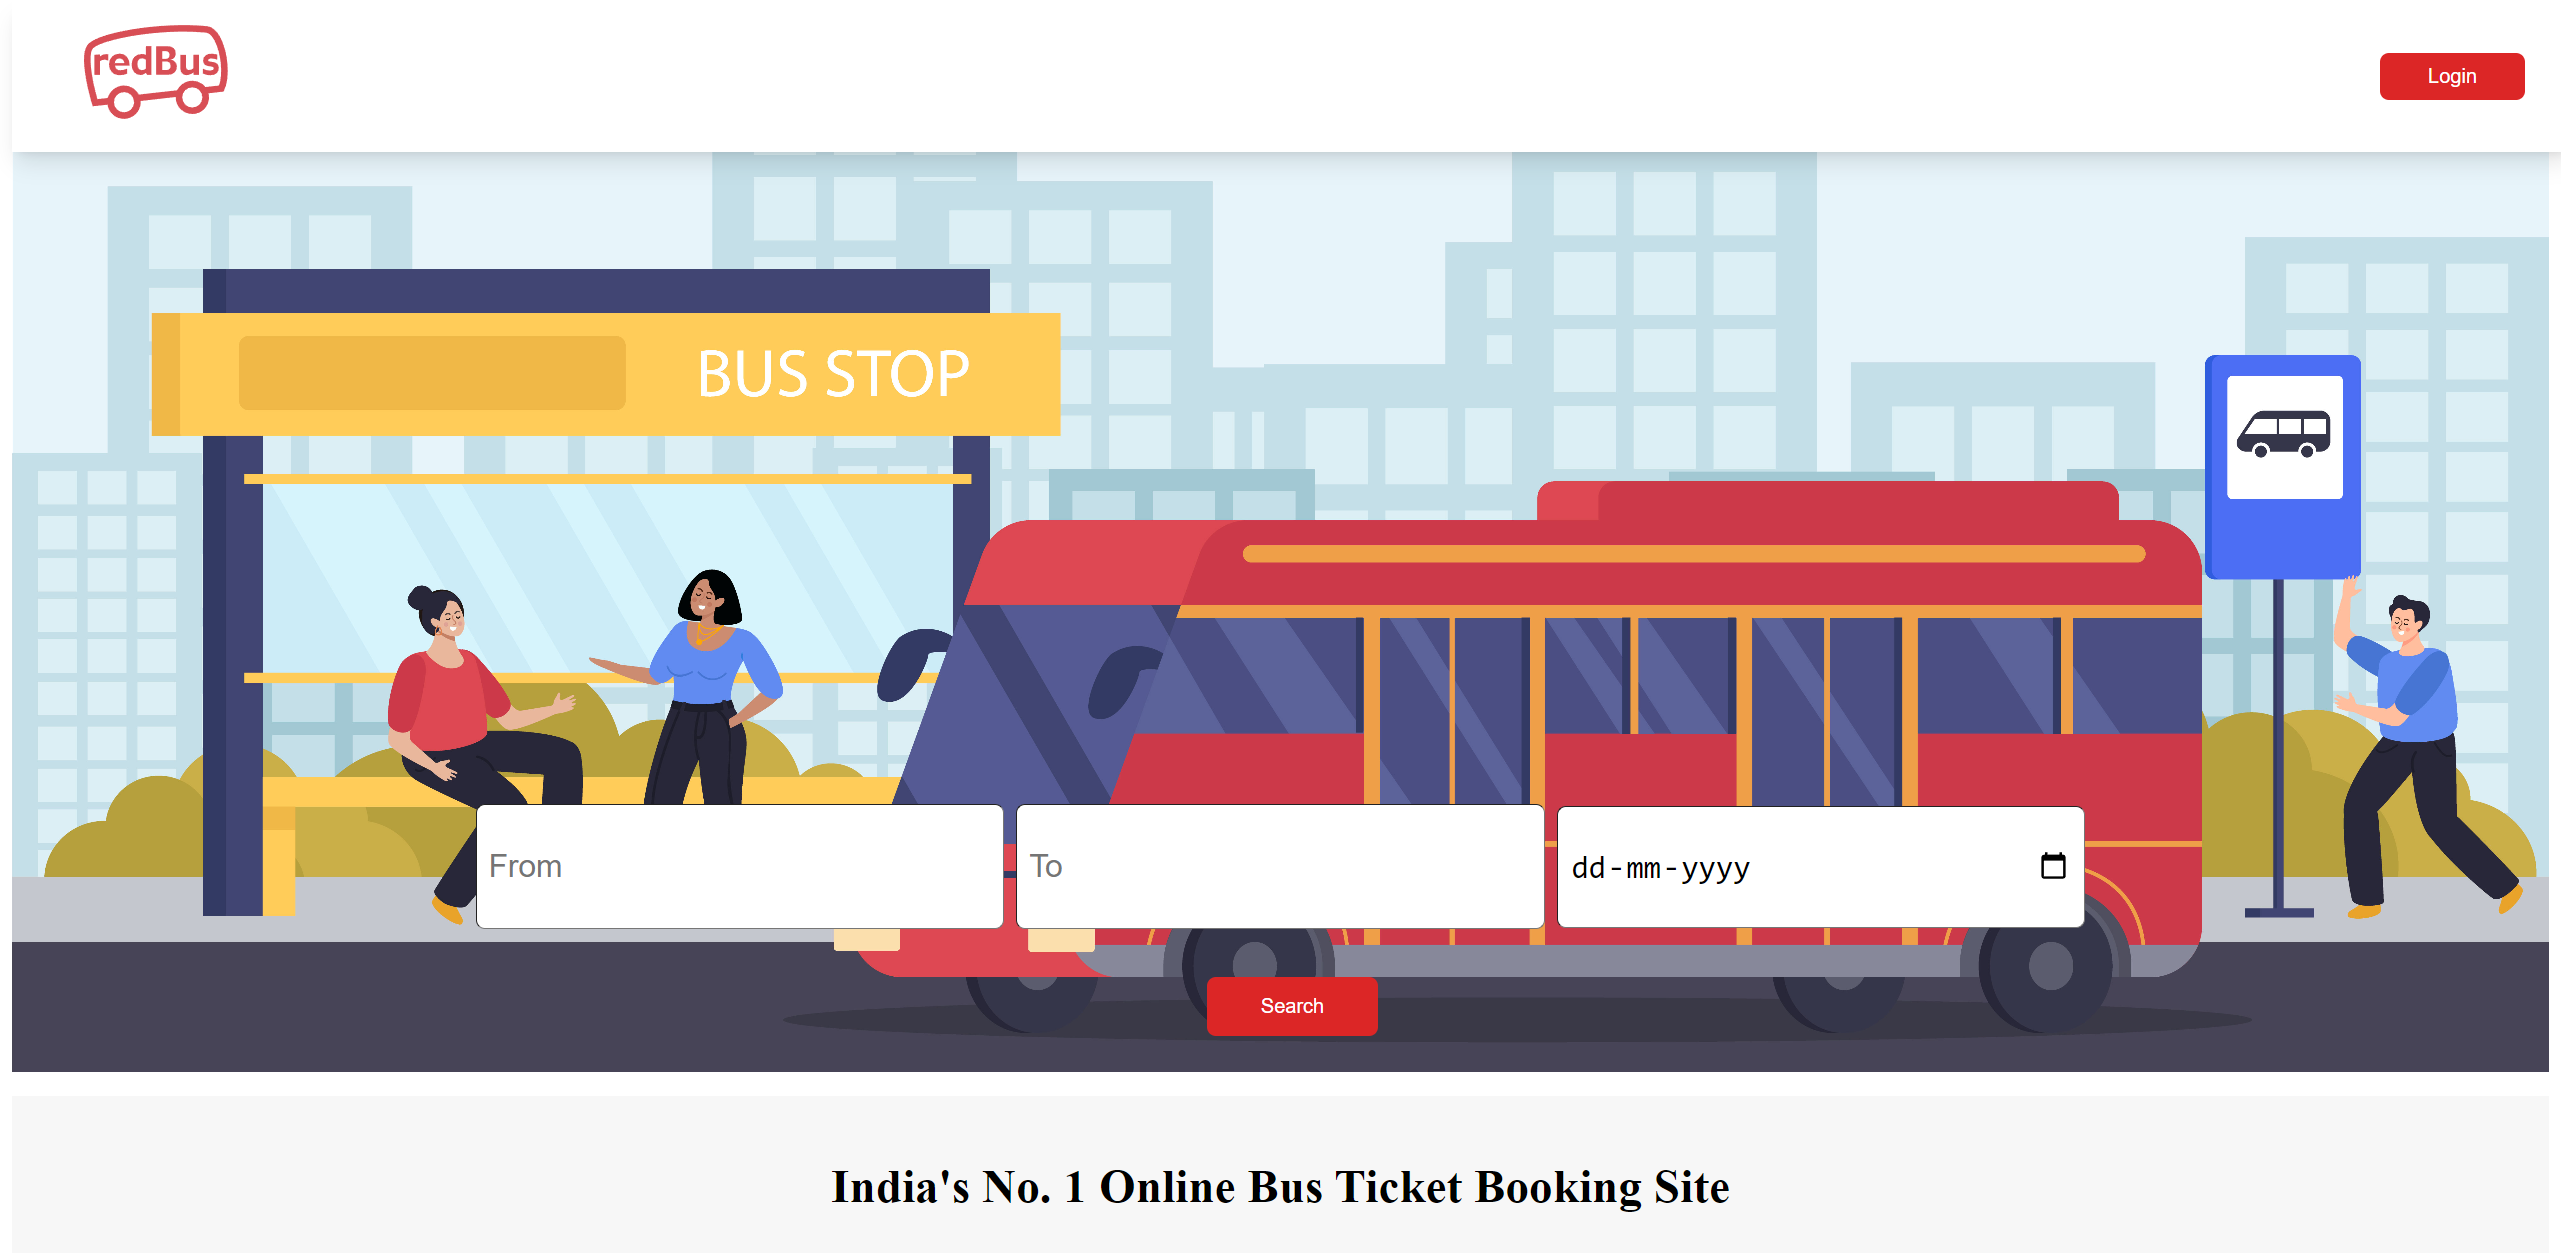 redBus
Login
BUS STOP
From
To
dd-mm-yyyy
Search
India's No. 1 Online Bus Ticket Booking Site